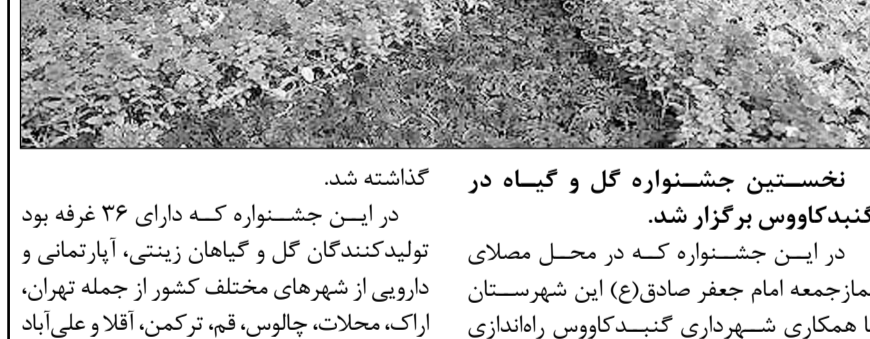 نخستین جشنواره گل و گیاه در
گنبدکاووس برگزار شد.
در این جشنواره که در محل مصلای
نمازجمعه امام جعفر صادق(ع) این شهرستان
با همکاری شهرداری گنبدکاووس راه‌اندازی
گذاشته شد.
در این جشنواره که دارای ۳۶ غرفه بود
تولیدکنندگان گل و گیاهان زینتی، آپارتمانی و
دارویی از شهرهای مختلف کشور از جمله تهران،
اراک، محلات، چالوس، قم، ترکمن، آقلا و علی‌آباد